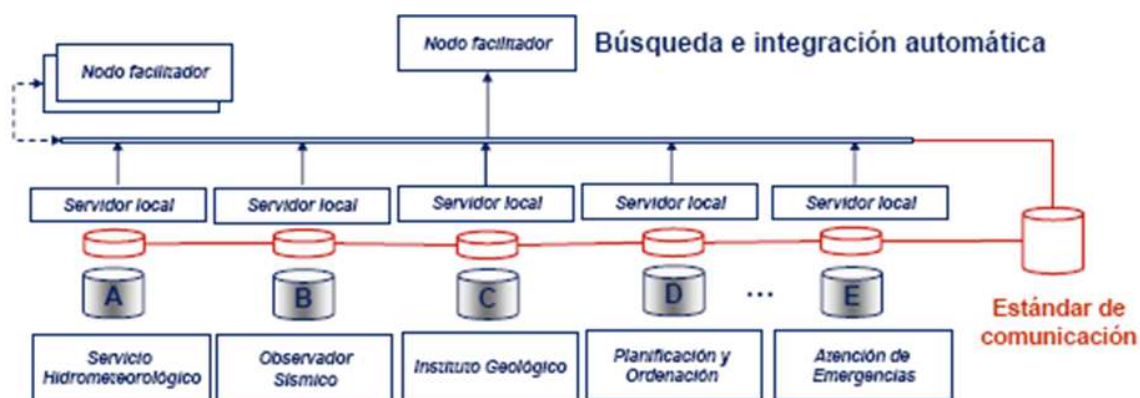 Nodo facilitador
Búsqueda e integración automática
Nodo facilitador
Servidor local
Servidor local
Servidor local
Servidor local
Servidor local
A
B
C
D
...
E
Estándar de
comunicación
Servicio
Hidrometeorológico
Observador
Sísmico
Instituto Geológico
Planificación y
Ordenación
Atención de
Emergencias